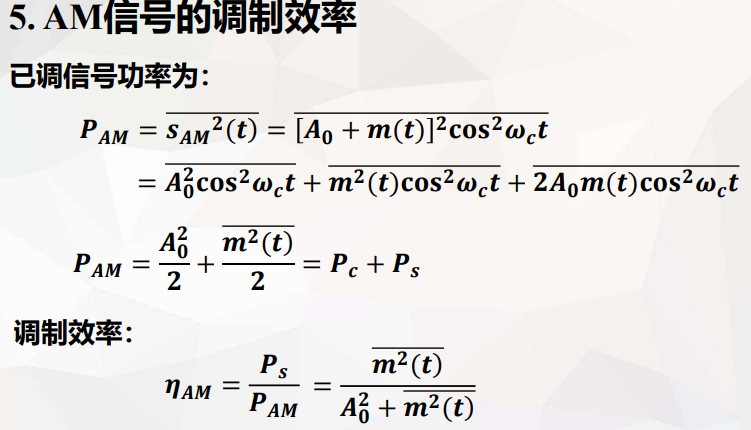 5. AM信号的调制效率
已调信号功率为：
$P_{AM} = \overline{s_{AM}{}^2(t)} = \overline{[A_0 + m(t)]^2 \cos^2 \omega_c t}$
$= \overline{A_0^2 \cos^2 \omega_c t} + \overline{m^2(t) \cos^2 \omega_c t} + \overline{2A_0 m(t) \cos^2 \omega_c t}$
$P_{AM} = \frac{A_0^2}{2} + \frac{\overline{m^2(t)}}{2} = P_c + P_s$
调制效率：
$\eta_{AM} = \frac{P_s}{P_{AM}} = \frac{\overline{m^2(t)}}{A_0^2 + \overline{m^2(t)}}$